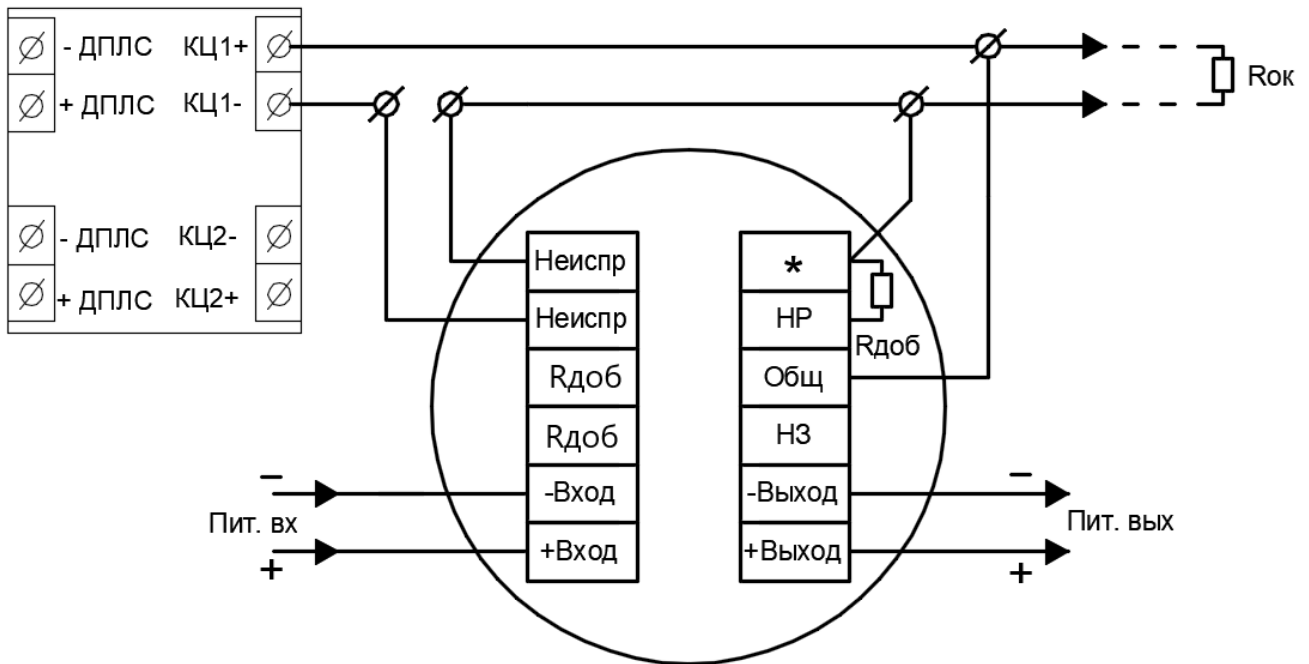 - ДПЛС КЦ1+
+ ДПЛС КЦ1-
Rок
- ДПЛС КЦ2-
+ ДПЛС КЦ2+
Неиспр
*
Неиспр
НР
Rдоб
Rдоб
Общ
Rдоб
НЗ
−
-Вход
-Выход
−
Пит. вх
Пит. вых
+
+Вход
+Выход
+